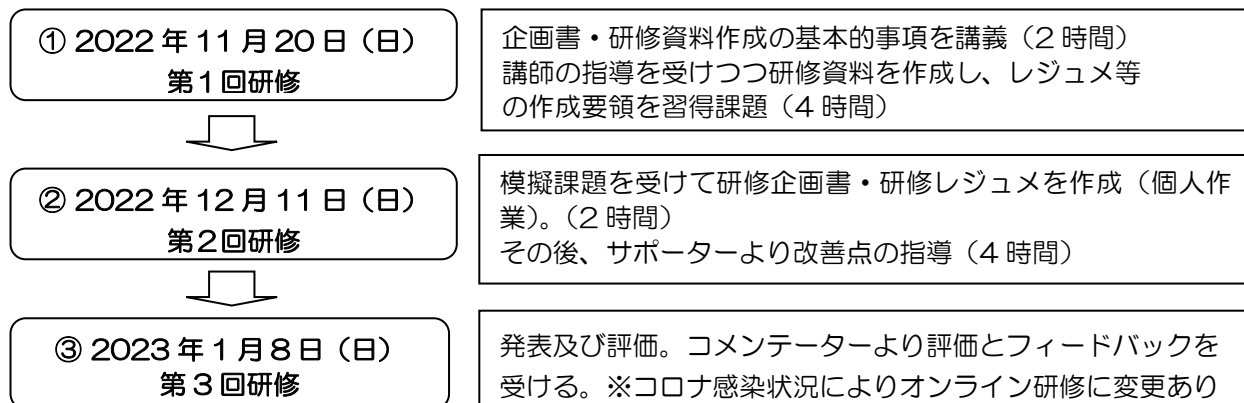 ① 2022年11月20日（日）
第1回研修
企画書・研修資料作成の基本的事項を講義（2時間）
講師の指導を受けつつ研修資料を作成し、レジュメ等
の作成要領を習得課題（4時間）
② 2022年12月11日（日）
第2回研修
模擬課題を受けて研修企画書・研修レジュメを作成（個人作
業）。（2時間）
その後、サポーターより改善点の指導（4時間）
③ 2023年1月8日（日）
第3回研修
発表及び評価。コメンテーターより評価とフィードバックを
受ける。※コロナ感染状況によりオンライン研修に変更あり